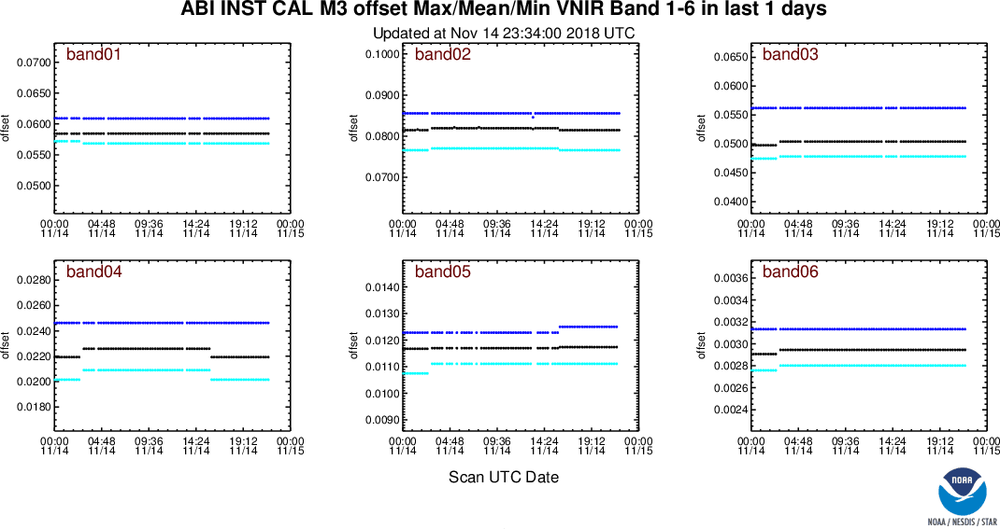 ABI INST CAL M3 offset Max/Mean/Min VNIR Band 1-6 in last 1 days
Updated at Nov 14 23:34:00 2018 UTC
band01
0.0700
0.0650
0.0600
0.0550
0.0500
offset
00:00 04:48 09:36 14:24 19:12 00:00
11/14 11/14 11/14 11/14 11/14 11/15
band02
0.1000
0.0900
0.0800
0.0700
offset
00:00 04:48 09:36 14:24 19:12 00:00
11/14 11/14 11/14 11/14 11/14 11/15
band03
0.0650
0.0600
0.0550
0.0500
0.0450
0.0400
offset
00:00 04:48 09:36 14:24 19:12 00:00
11/14 11/14 11/14 11/14 11/14 11/15
band04
0.0280
0.0260
0.0240
0.0220
0.0200
0.0180
offset
00:00 04:48 09:36 14:24 19:12 00:00
11/14 11/14 11/14 11/14 11/14 11/15
band05
0.0140
0.0130
0.0120
0.0110
0.0100
0.0090
offset
00:00 04:48 09:36 14:24 19:12 00:00
11/14 11/14 11/14 11/14 11/14 11/15
band06
0.0036
0.0034
0.0032
0.0030
0.0028
0.0026
0.0024
offset
00:00 04:48 09:36 14:24 19:12 00:00
11/14 11/14 11/14 11/14 11/14 11/15
Scan UTC Date
NOAA
NOAA / NESDIS / STAR